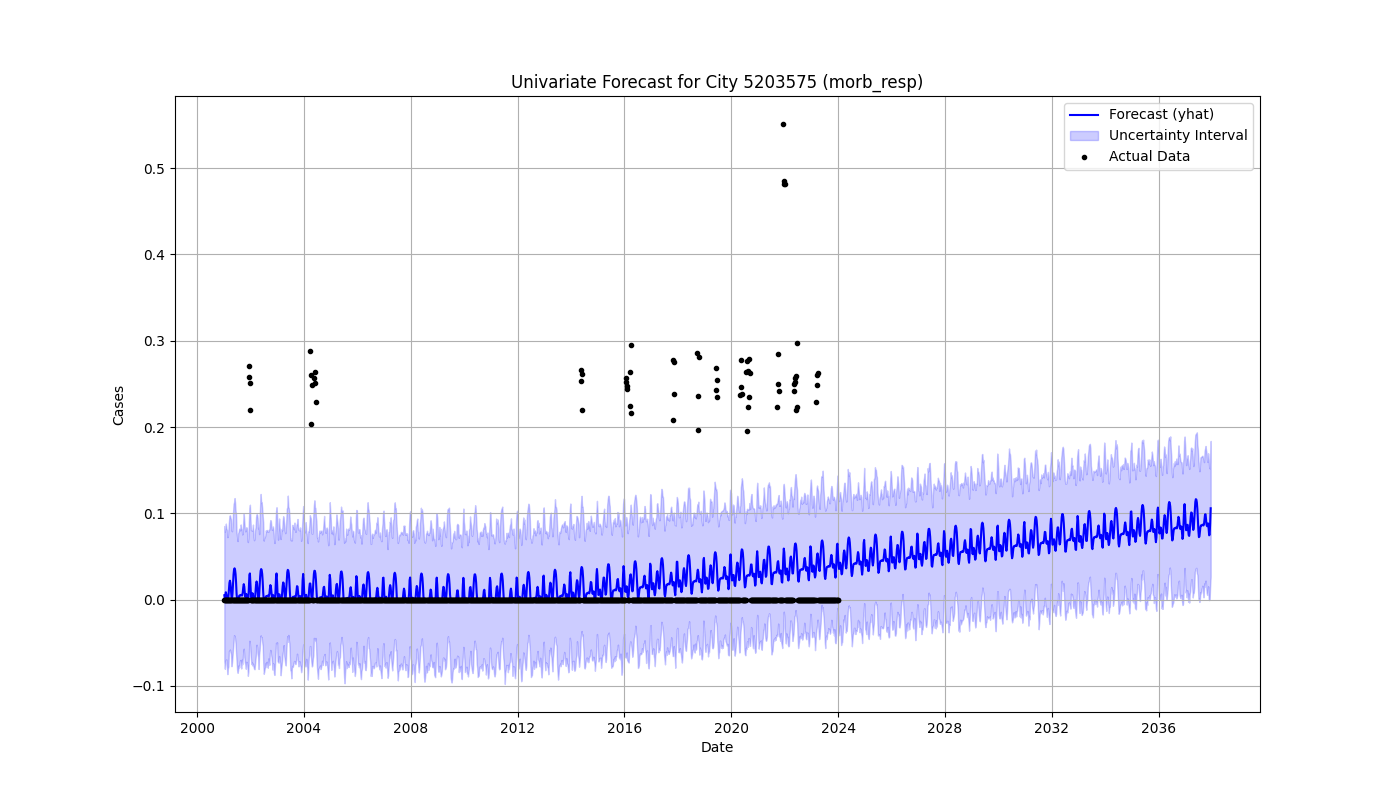 Univariate Forecast for City 5203575 (morb_resp)
Forecast (yhat)
Uncertainty Interval
Actual Data
Cases
0.5
0.4
0.3
0.2
0.1
0.0
−0.1
2000 2004 2008 2012 2016 2020 2024 2028 2032 2036
Date